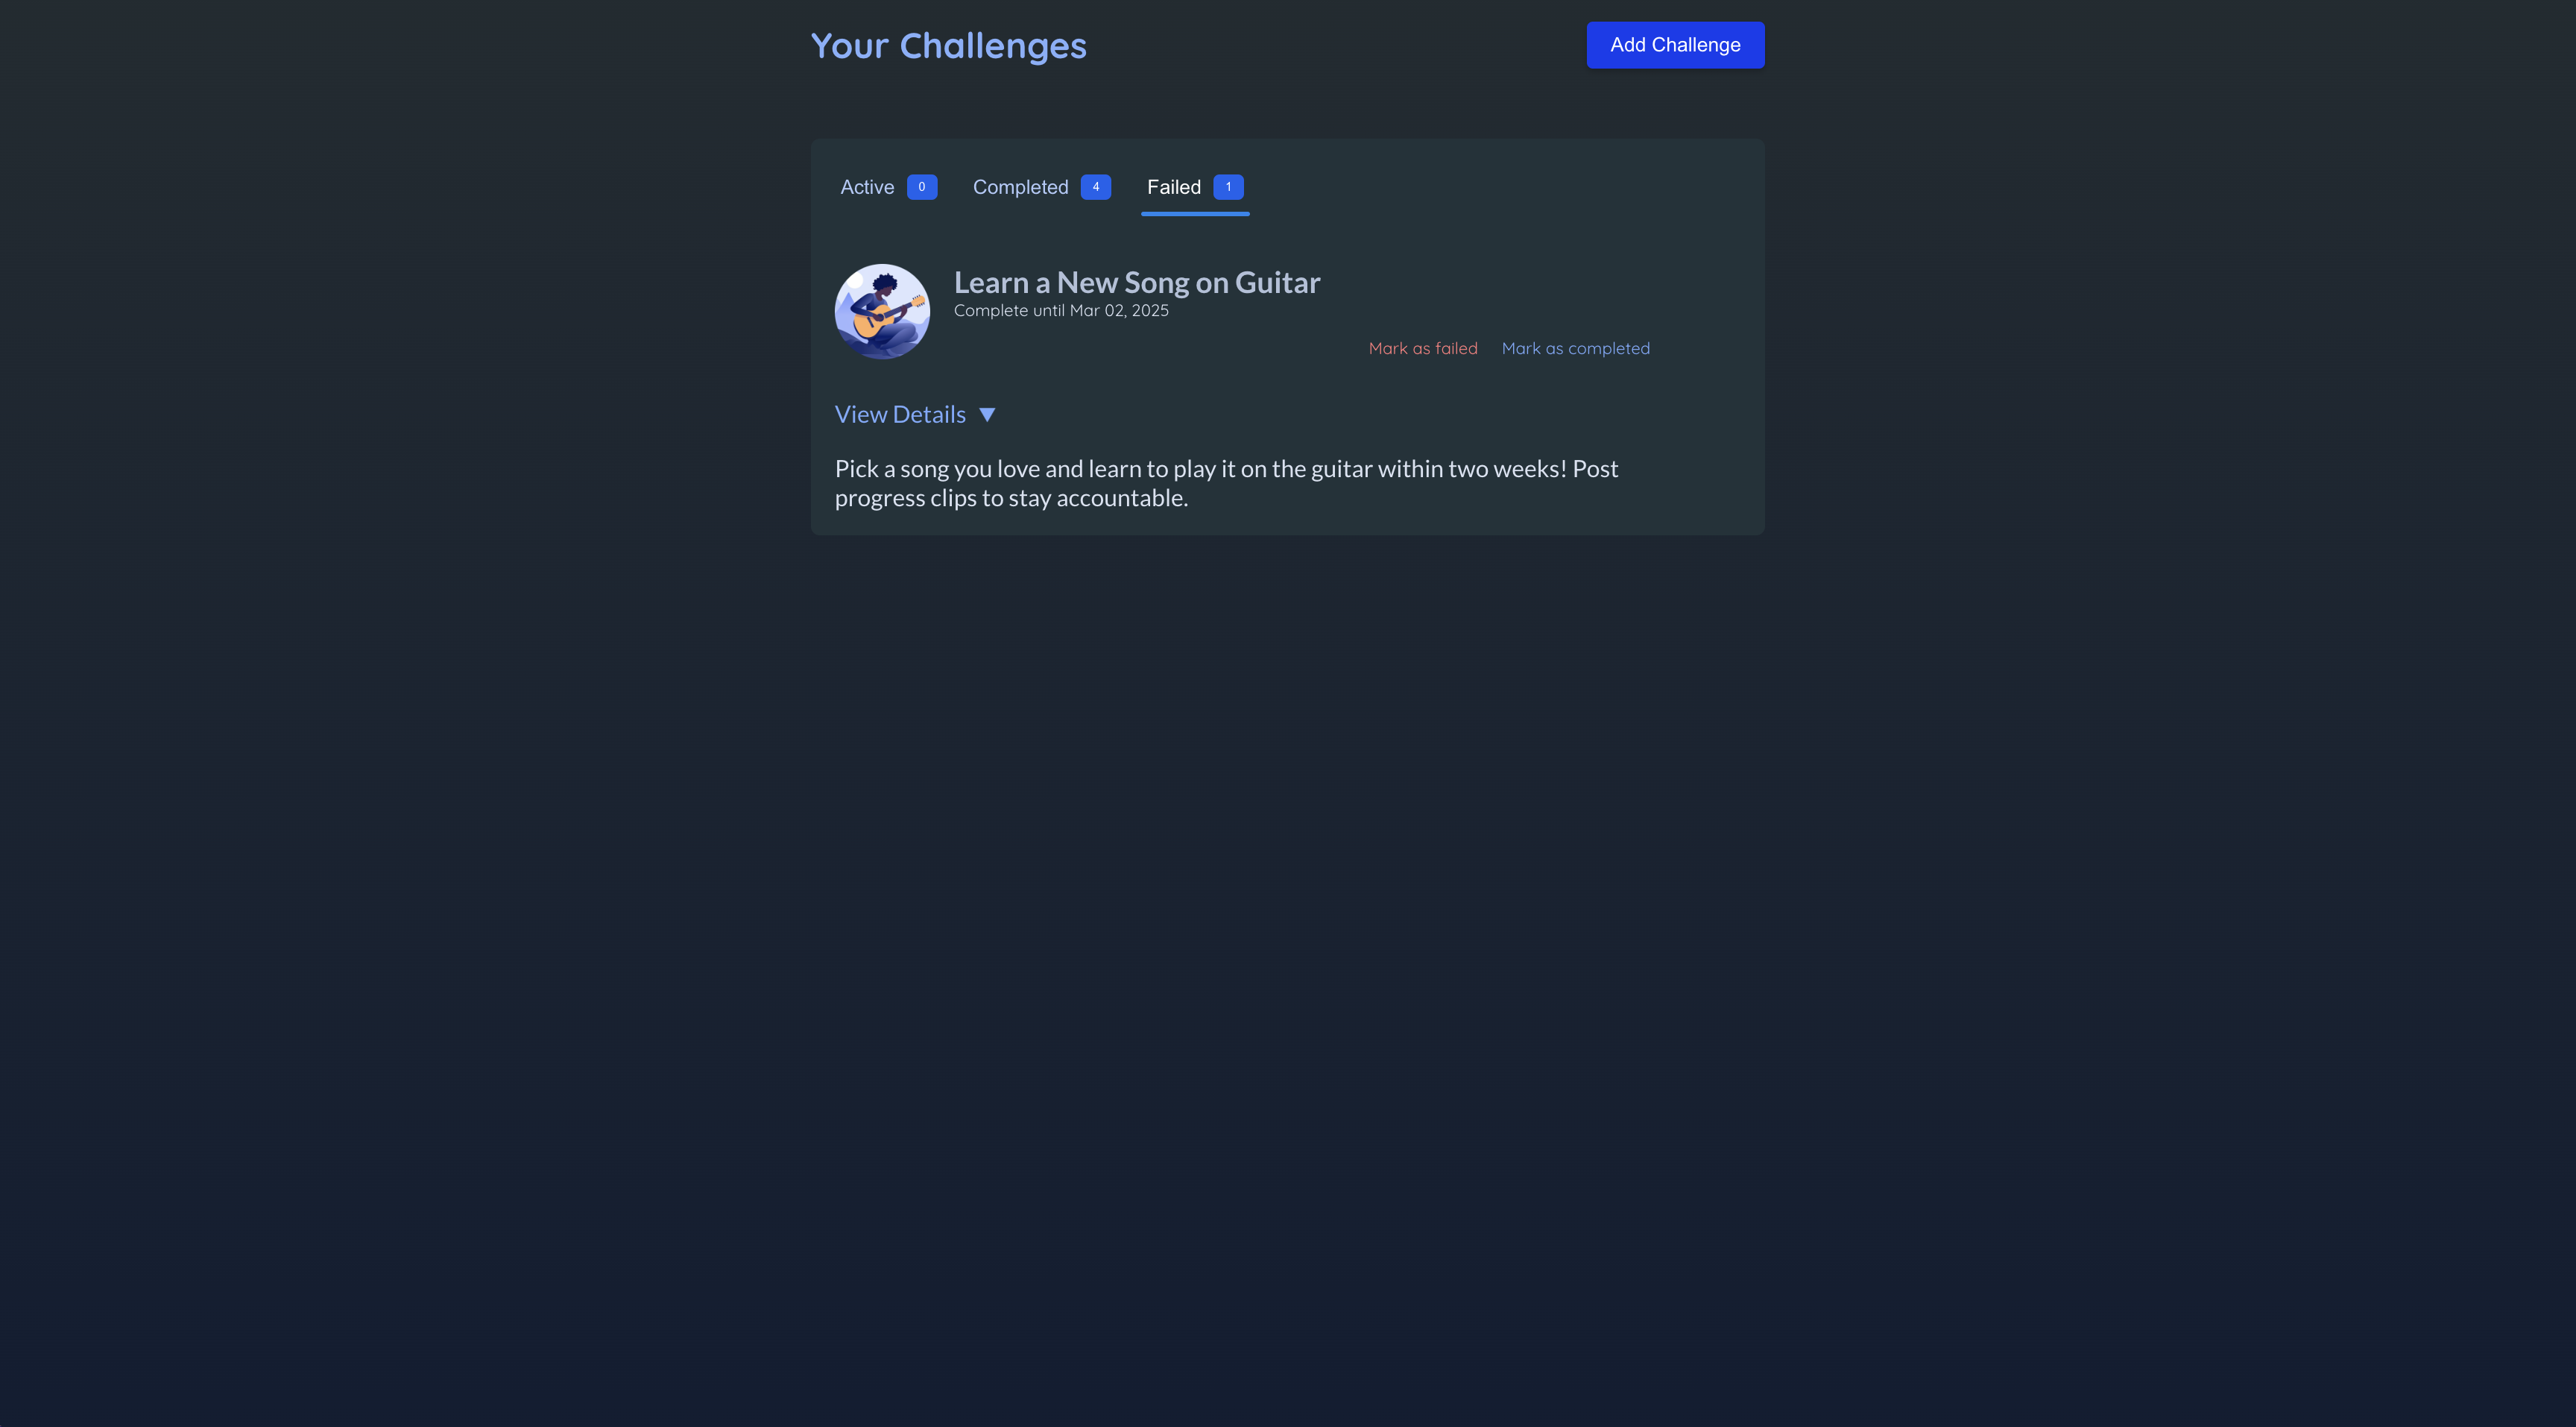 Your Challenges
Add Challenge
Active 0 Completed 4 Failed 1
Learn a New Song on Guitar
Complete until Mar 02, 2025
Mark as failed Mark as completed
View Details ▼
Pick a song you love and learn to play it on the guitar within two weeks! Post
progress clips to stay accountable.